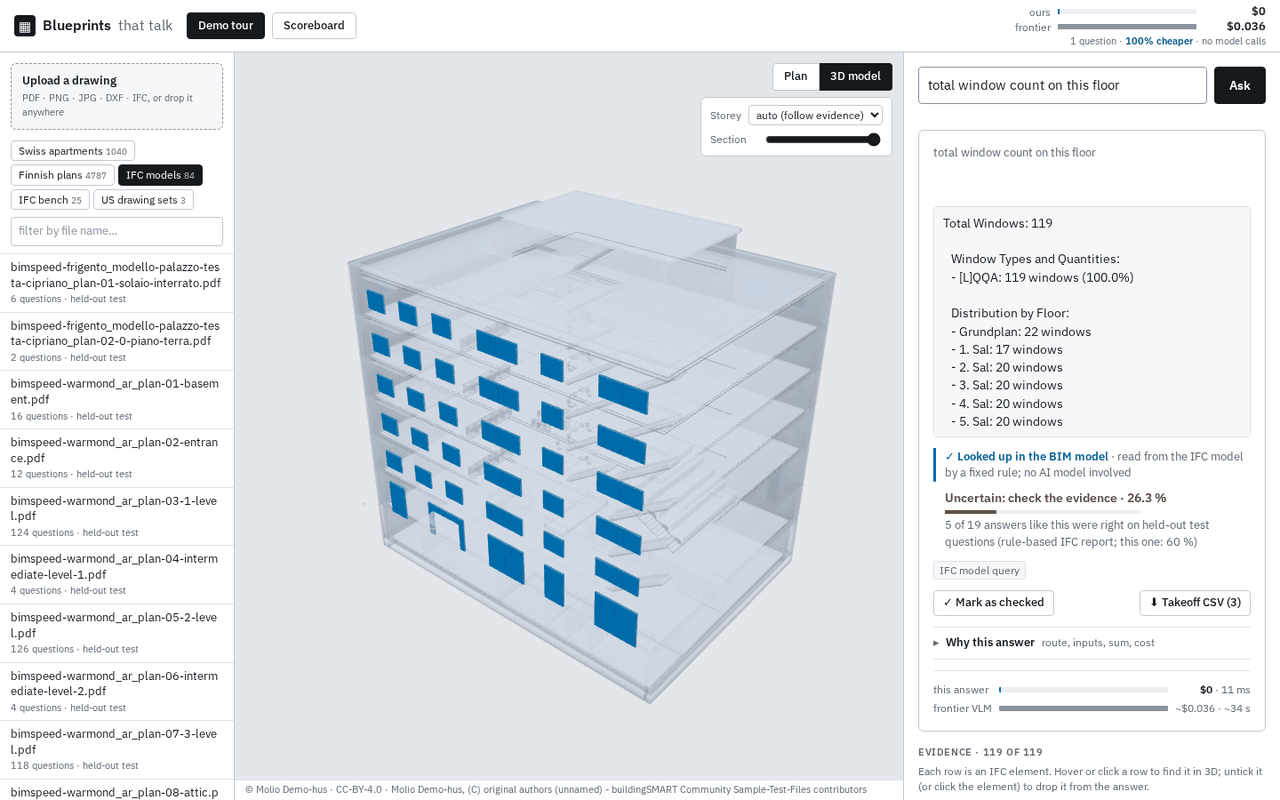 Blueprints that talk
Demo tour
Scoreboard
ours $0
frontier $0.036
1 question · 100% cheaper · no model calls
Upload a drawing
PDF · PNG · JPG · DXF · IFC, or drop it
anywhere
Swiss apartments 1040
Finnish plans 4787
IFC models 84
IFC bench 25
US drawing sets 3
filter by file name...
bimspeed-frigento_modello-palazzo-tes
ta-cipriano_plan-01-solaio-interrato.pdf
6 questions · held-out test
bimspeed-frigento_modello-palazzo-tes
ta-cipriano_plan-02-0-piano-terra.pdf
2 questions · held-out test
bimspeed-warmond_ar_plan-01-basem
ent.pdf
16 questions · held-out test
bimspeed-warmond_ar_plan-02-entran
ce.pdf
12 questions · held-out test
bimspeed-warmond_ar_plan-03-1-leve
l.pdf
124 questions · held-out test
bimspeed-warmond_ar_plan-04-interm
ediate-level-1.pdf
4 questions · held-out test
bimspeed-warmond_ar_plan-05-2-leve
l.pdf
126 questions · held-out test
bimspeed-warmond_ar_plan-06-interm
ediate-level-2.pdf
4 questions · held-out test
bimspeed-warmond_ar_plan-07-3-leve
l.pdf
118 questions · held-out test
bimspeed-warmond_ar_plan-08-attic.p
Plan
3D model
Storey auto (follow evidence)
Section
© Molio Demo-hus · CC-BY-4.0 · Molio Demo-hus, (C) original authors (unnamed) - buildingSMART Community Sample-Test-Files contributors
total window count on this floor
Ask
total window count on this floor
Total Windows: 119
Window Types and Quantities:
- [L]QQA: 119 windows (100.0%)
Distribution by Floor:
- Grundplan: 22 windows
- 1. Sal: 17 windows
- 2. Sal: 20 windows
- 3. Sal: 20 windows
- 4. Sal: 20 windows
- 5. Sal: 20 windows
✓ Looked up in the BIM model · read from the IFC model
by a fixed rule; no AI model involved
Uncertain: check the evidence · 26.3 %
5 of 19 answers like this were right on held-out test
questions (rule-based IFC report; this one: 60 %)
IFC model query
✓ Mark as checked
⬇ Takeoff CSV (3)
▸ Why this answer route, inputs, sum, cost
this answer $0 · 11 ms
frontier VLM ~$0.036 · ~34 s
EVIDENCE · 119 OF 119
Each row is an IFC element. Hover or click a row to find it in 3D; untick it
(or click the element) to drop it from the answer.